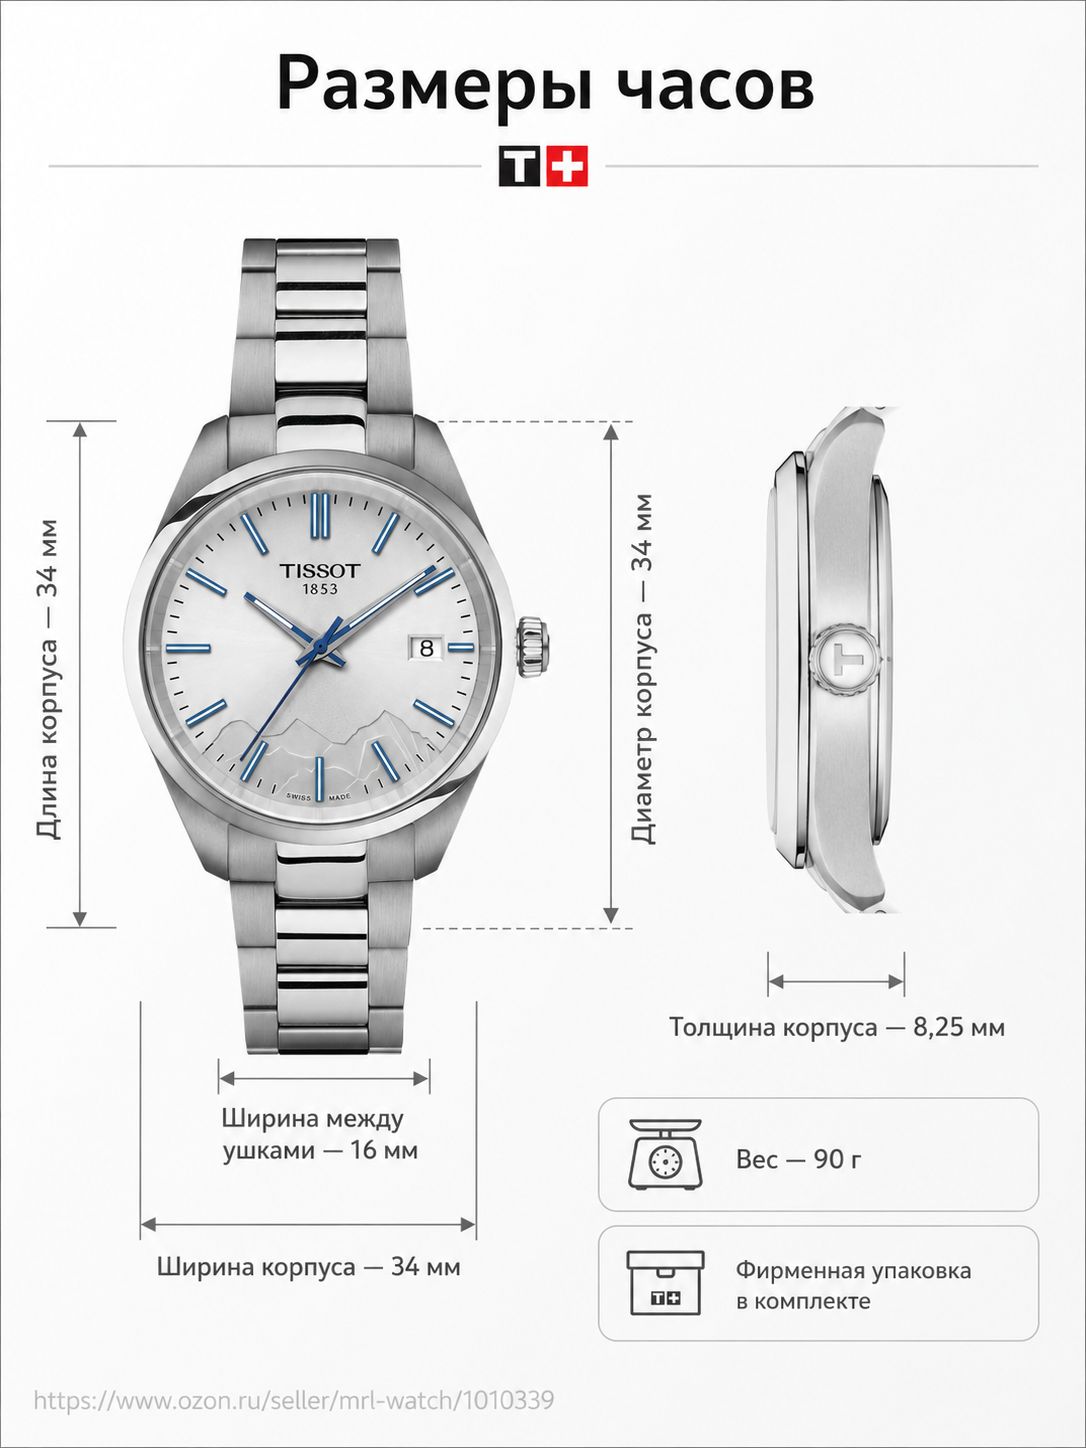 Размеры часов
T+
TISSOT
1853
8
SWISS MADE
Длина корпуса — 34 мм
Диаметр корпуса — 34 мм
T
Толщина корпуса — 8,25 мм
Ширина между
ушками — 16 мм
Ширина корпуса — 34 мм
Вес — 90 г
T+
Фирменная упаковка
в комплекте
https://www.ozon.ru/seller/mrl-watch/1010339